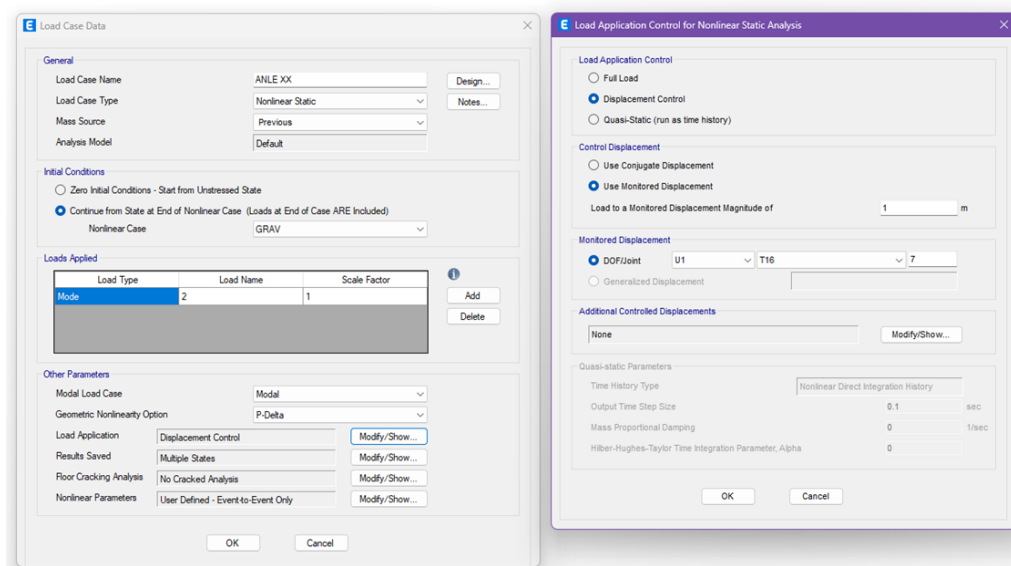 E Load Case Data
General
Load Case Name ANLE XX Design...
Load Case Type Nonlinear Static Notes...
Mass Source Previous
Analysis Model Default
Initial Conditions
Zero Initial Conditions - Start from Unstressed State
Continue from State at End of Nonlinear Case (Loads at End of Case ARE Included)
Nonlinear Case GRAV
Loads Applied
Load Type Load Name Scale Factor
Mode 2 1
i
Add
Delete
Other Parameters
Modal Load Case Modal
Geometric Nonlinearity Option P-Delta
Load Application Displacement Control Modify/Show...
Results Saved Multiple States Modify/Show...
Floor Cracking Analysis No Cracked Analysis Modify/Show...
Nonlinear Parameters User Defined - Event-to-Event Only Modify/Show...
OK Cancel
E Load Application Control for Nonlinear Static Analysis
Load Application Control
Full Load
Displacement Control
Quasi-Static (run as time history)
Control Displacement
Use Conjugate Displacement
Use Monitored Displacement
Load to a Monitored Displacement Magnitude of 1 m
Monitored Displacement
DOF/Joint U1 T16 7
Generalized Displacement
Additional Controlled Displacements
None Modify/Show...
Quasi-static Parameters
Time History Type Nonlinear Direct Integration History
Output Time Step Size 0.1 sec
Mass Proportional Damping 0 1/sec
Hilber-Hughes-Taylor Time Integration Parameter, Alpha 0
OK Cancel